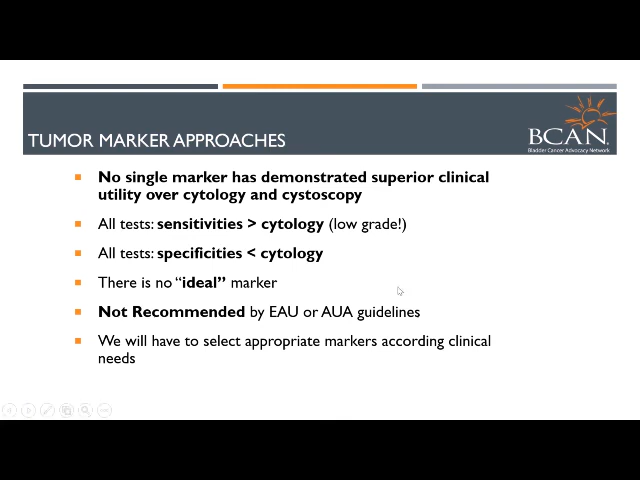 TUMOR MARKER APPROACHES
BCAN
Bladder Cancer Advocacy Network
No single marker has demonstrated superior clinical
utility over cytology and cystoscopy
All tests: sensitivities > cytology (low grade!)
All tests: specificities < cytology
There is no “ideal” marker
Not Recommended by EAU or AUA guidelines
We will have to select appropriate markers according clinical
needs